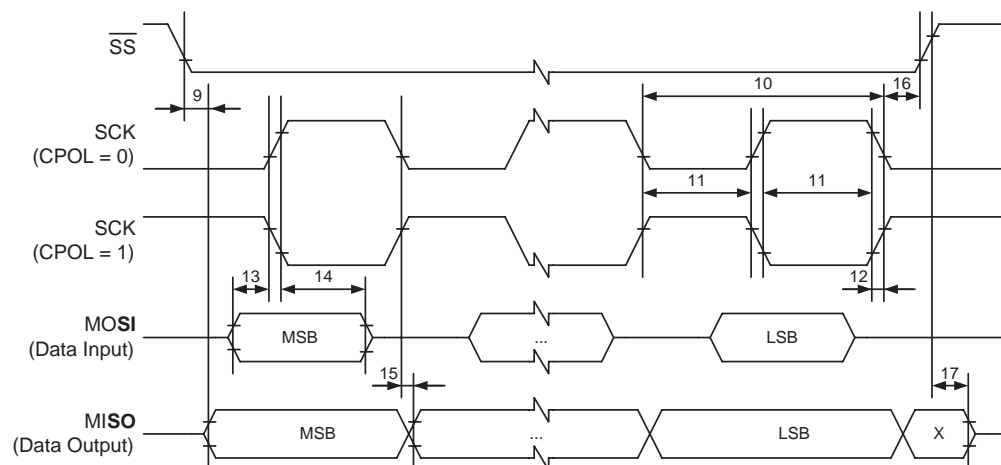 SS
9
10
16
SCK
(CPOL = 0)
11
11
SCK
(CPOL = 1)
13
14
12
MOSI
(Data Input)
MSB
...
LSB
15
17
MISO
(Data Output)
MSB
...
LSB
X